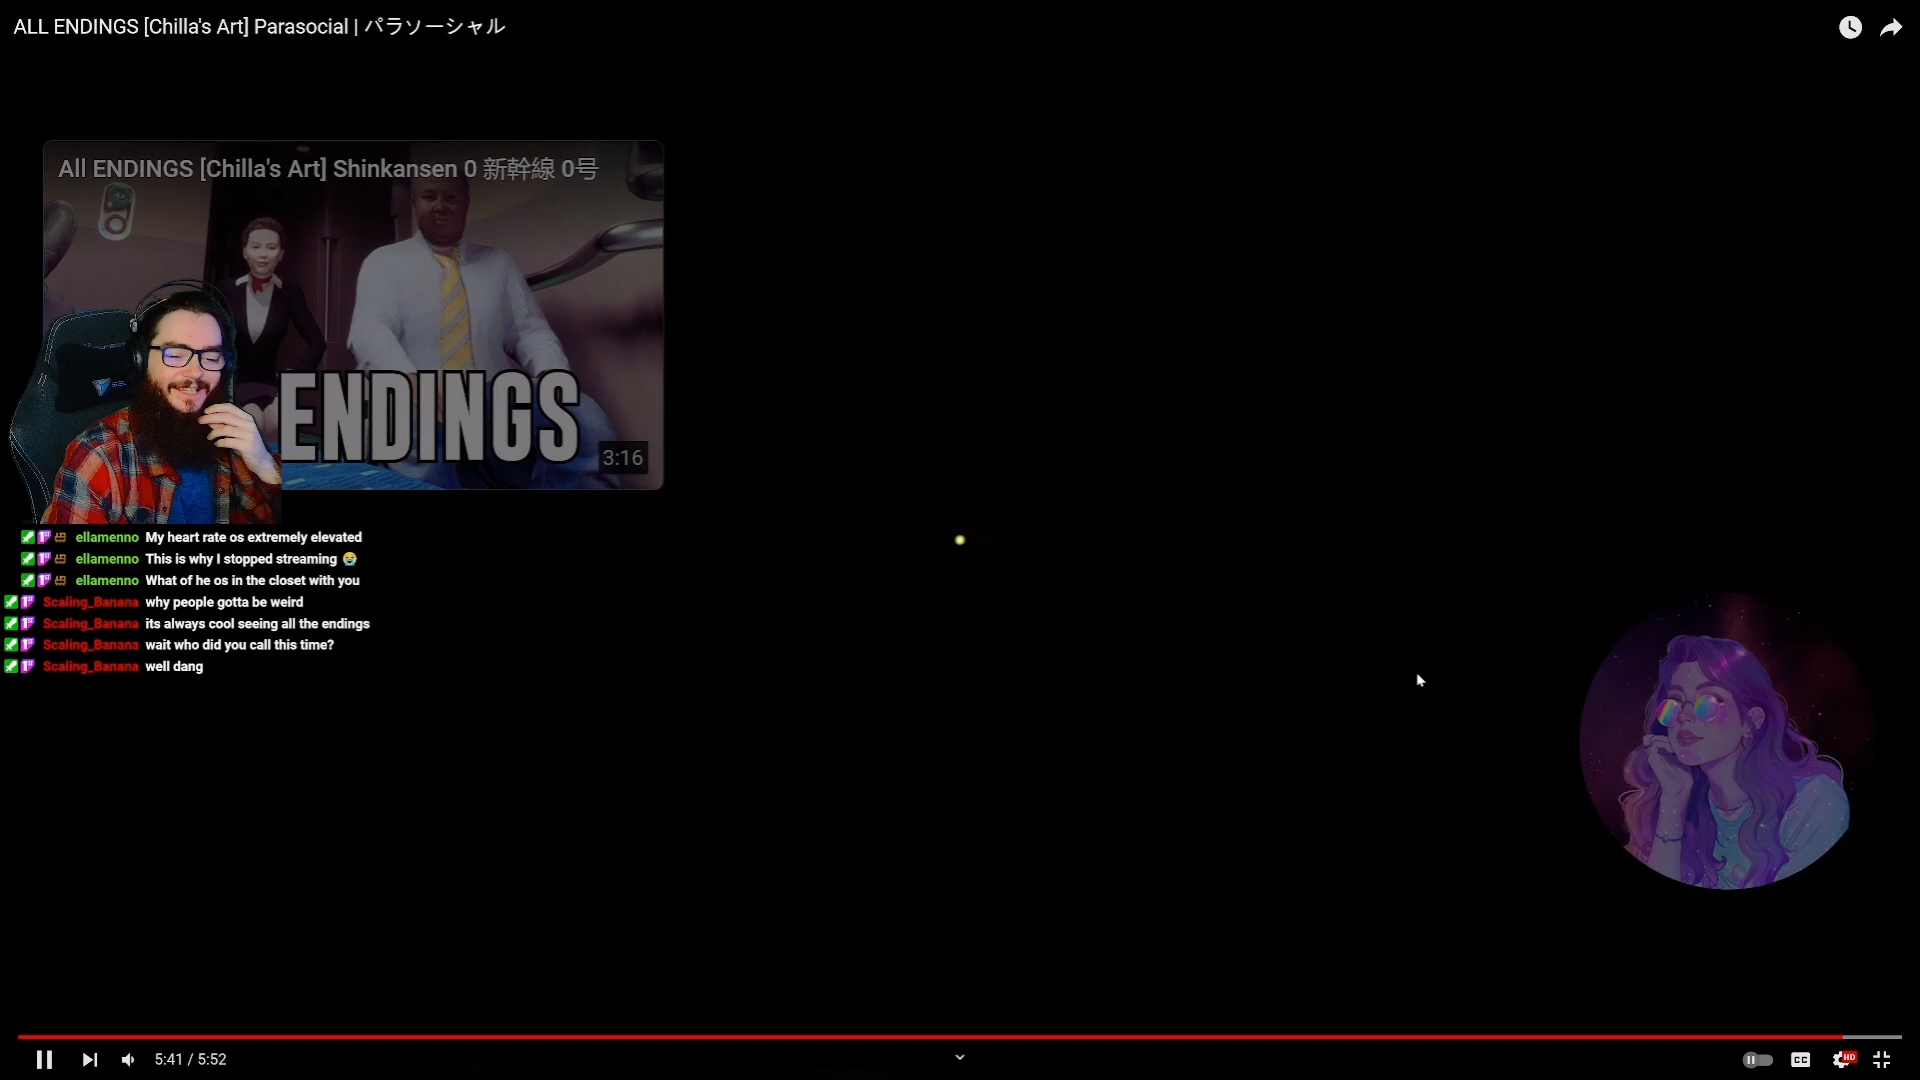 ALL ENDINGS [Chilla's Art] Parasocial | パラソーシャル
All ENDINGS [Chilla's Art] Shinkansen 0 新幹線 0号
ENDINGS
3:16
ellamenno My heart rate os extremely elevated
ellamenno This is why I stopped streaming 😭
ellamenno What of he os in the closet with you
Scaling_Banana why people gotta be weird
Scaling_Banana its always cool seeing all the endings
Scaling_Banana wait who did you call this time?
Scaling_Banana well dang
5:41 / 5:52
CC
HD